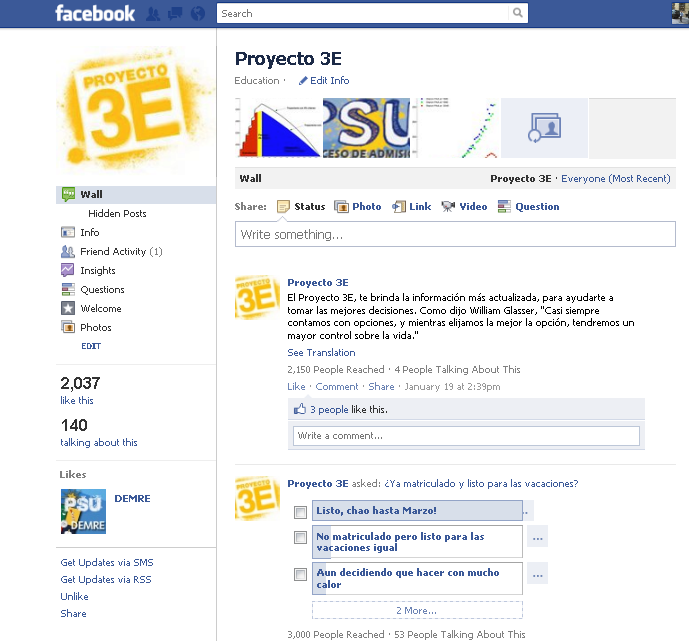 facebook
Search
PROYECTO
3E
Proyecto 3E
Education · Edit Info
PSU
CESO DE ADMISI
Wall
Proyecto 3E · Everyone (Most Recent)
Wall
Hidden Posts
Info
Friend Activity (1)
Insights
Questions
Welcome
Photos
EDIT
2,037
like this
140
talking about this
Likes
PSU
DEMRE
DEMRE
Get Updates via SMS
Get Updates via RSS
Unlike
Share
Share: Status Photo Link Video Question
Write something...
PROYECTO
3E
Proyecto 3E
El Proyecto 3E, te brinda la información más actualizada, para ayudarte a
tomar las mejores decisiones. Como dijo William Glasser, "Casi siempre
contamos con opciones, y mientras elijamos la mejor la opción, tendremos un
mayor control sobre la vida."
See Translation
2,150 People Reached · 4 People Talking About This
Like · Comment · Share · January 19 at 2:39pm
3 people like this.
Write a comment...
PROYECTO
3E
Proyecto 3E asked: ¿Ya matriculado y listo para las vacaciones?
Listo, chao hasta Marzo!
..
No matriculado pero listo para las
vacaciones igual
...
Aun decidiendo que hacer con mucho
calor
...
2 More...
3,000 People Reached · 53 People Talking About This